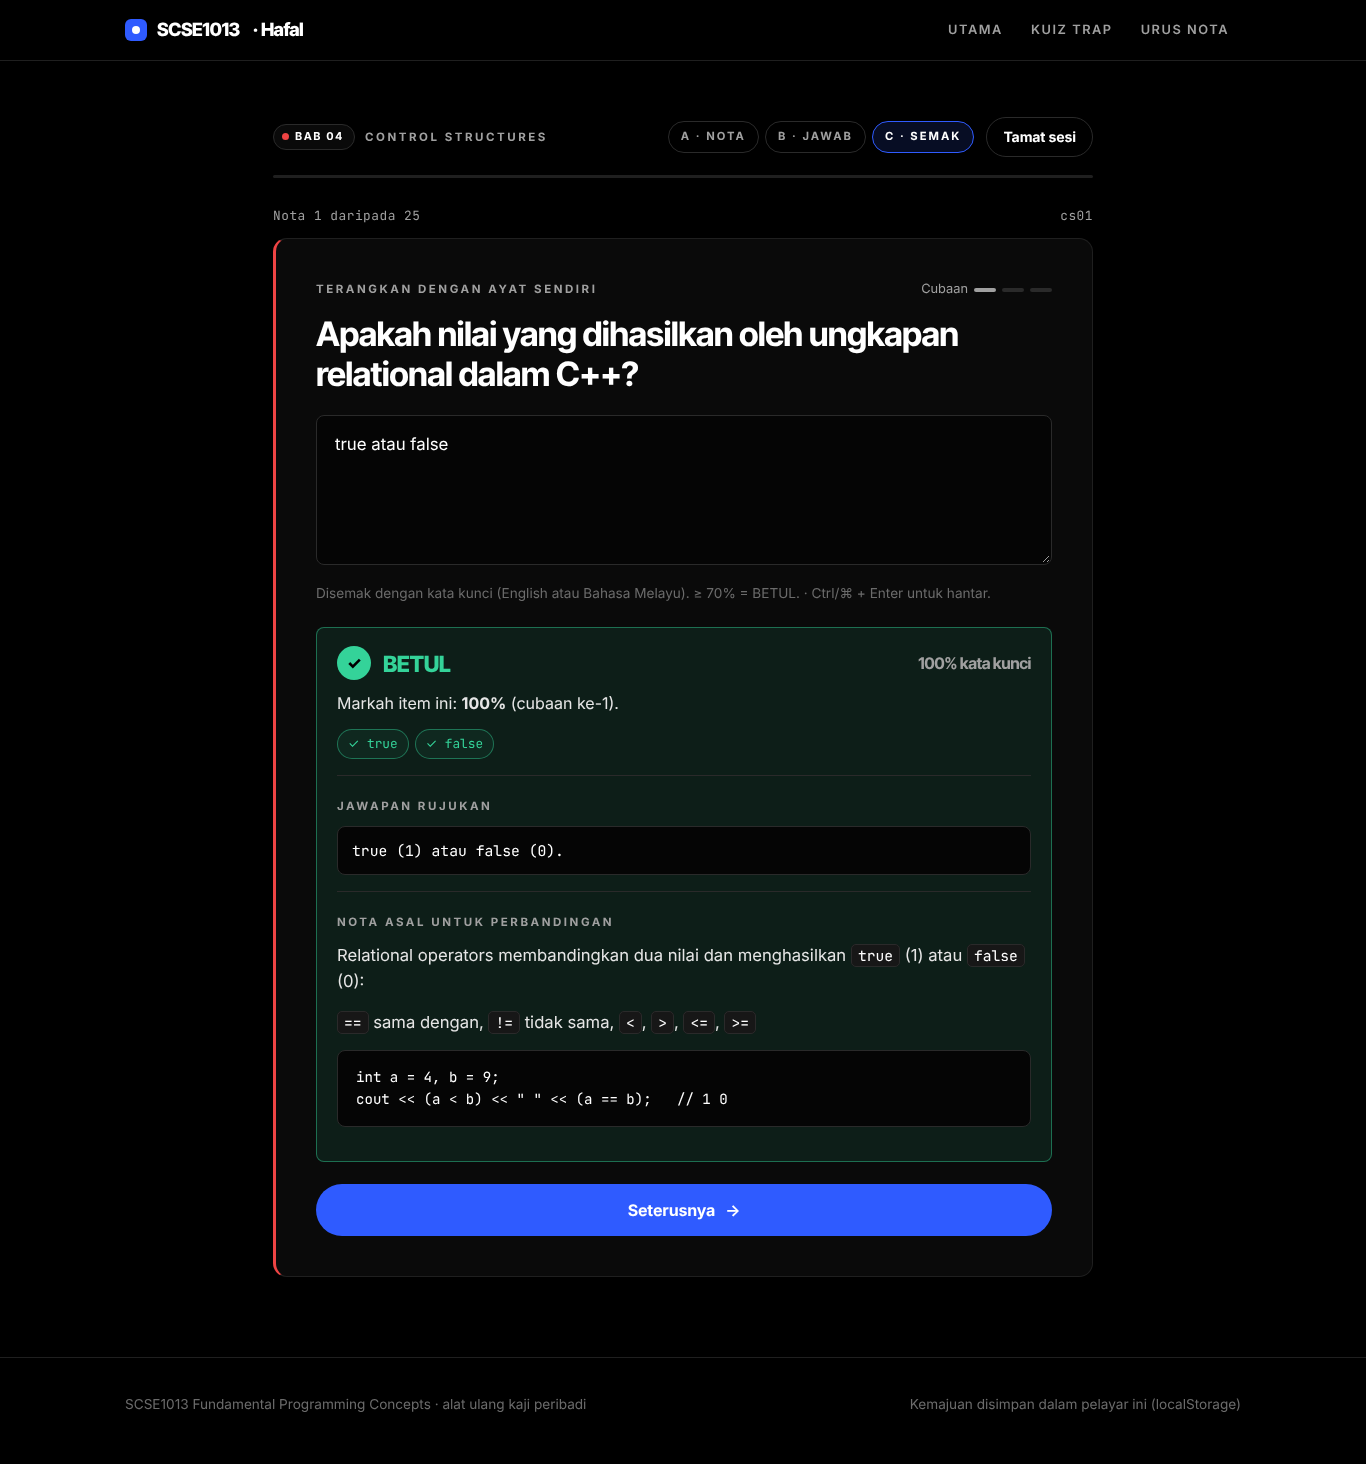 SCSE1013 · Hafal
UTAMA
KUIZ TRAP
URUS NOTA
BAB 04
CONTROL STRUCTURES
A · NOTA
B · JAWAB
C · SEMAK
Tamat sesi
Nota 1 daripada 25
cs01
TERANGKAN DENGAN AYAT SENDIRI
Cubaan
Apakah nilai yang dihasilkan oleh ungkapan
relational dalam C++?
true atau false
Disemak dengan kata kunci (English atau Bahasa Melayu). ≥ 70% = BETUL. · Ctrl/⌘ + Enter untuk hantar.
✓ BETUL
100% kata kunci
Markah item ini: 100% (cubaan ke-1).
✓ true
✓ false
JAWAPAN RUJUKAN
true (1) atau false (0).
NOTA ASAL UNTUK PERBANDINGAN
Relational operators membandingkan dua nilai dan menghasilkan true (1) atau false
(0):
== sama dengan, != tidak sama, <, >, <=, >=
int a = 4, b = 9;
cout << (a < b) << " " << (a == b);   // 1 0
Seterusnya →
SCSE1013 Fundamental Programming Concepts · alat ulang kaji peribadi
Kemajuan disimpan dalam pelayar ini (localStorage)